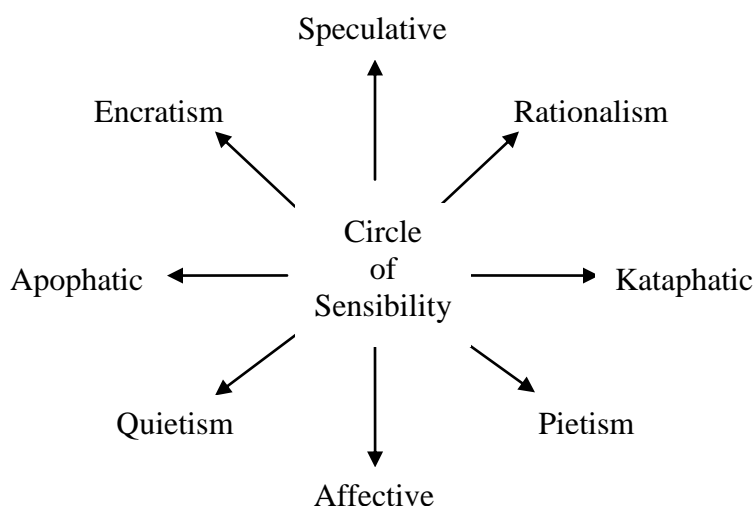 Speculative
Encratism
Rationalism
Circle
of
Sensibility
Apophatic
Kataphatic
Quietism
Pietism
Affective